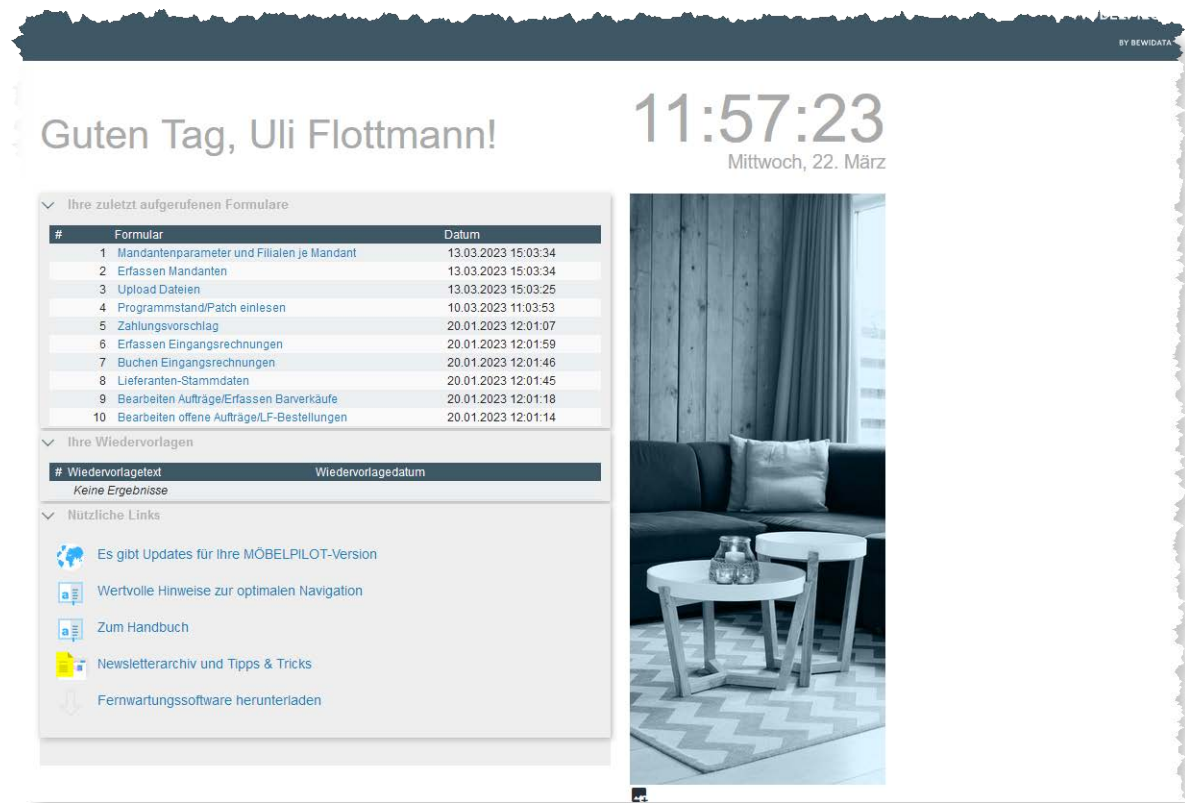 BY BEWIDATA
Guten Tag, Uli Flottmann!
11:57:23
Mittwoch, 22. März
Ihre zuletzt aufgerufenen Formulare
# Formular Datum
1 Mandantenparameter und Filialen je Mandant 13.03.2023 15:03:34
2 Erfassen Mandanten 13.03.2023 15:03:34
3 Upload Dateien 13.03.2023 15:03:25
4 Programmstand/Patch einlesen 10.03.2023 11:03:53
5 Zahlungsvorschlag 20.01.2023 12:01:07
6 Erfassen Eingangsrechnungen 20.01.2023 12:01:59
7 Buchen Eingangsrechnungen 20.01.2023 12:01:46
8 Lieferanten-Stammdaten 20.01.2023 12:01:45
9 Bearbeiten Aufträge/Erfassen Barverkäufe 20.01.2023 12:01:18
10 Bearbeiten offene Aufträge/LF-Bestellungen 20.01.2023 12:01:14
Ihre Wiedervorlagen
# Wiedervorlagetext Wiedervorlagedatum
Keine Ergebnisse
Nützliche Links
Es gibt Updates für Ihre MÖBELPILOT-Version
Wertvolle Hinweise zur optimalen Navigation
Zum Handbuch
Newsletterarchiv und Tipps & Tricks
Fernwartungssoftware herunterladen